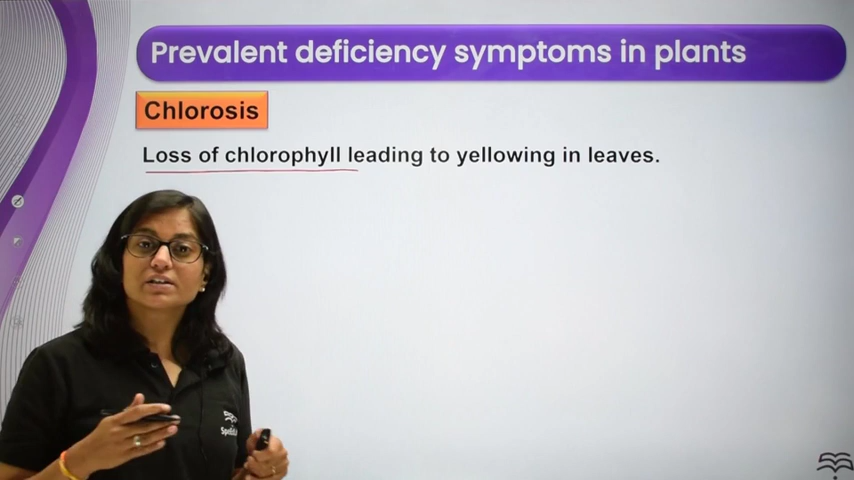 Prevalent deficiency symptoms in plants
Chlorosis
Loss of chlorophyll leading to yellowing in leaves.